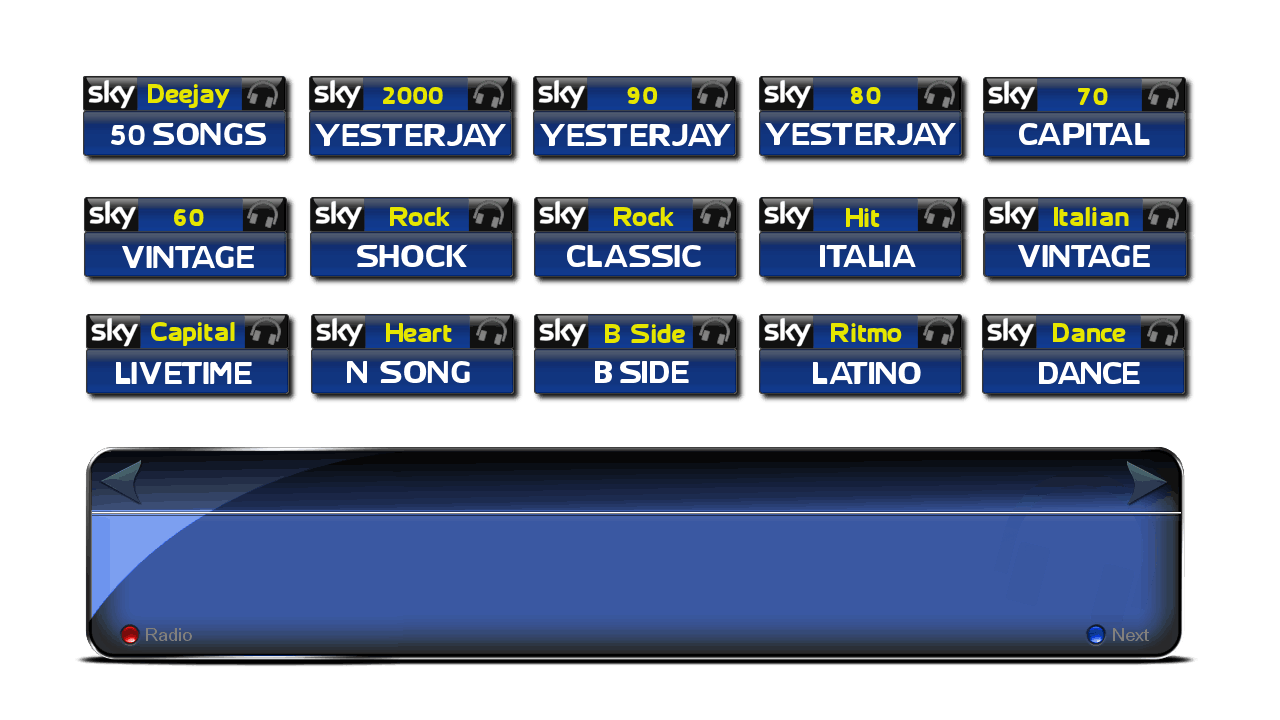 sky Deejay
50 SONGS
sky 2000
YESTERJAY
sky 90
YESTERJAY
sky 80
YESTERJAY
sky 70
CAPITAL
sky 60
VINTAGE
sky Rock
SHOCK
sky Rock
CLASSIC
sky Hit
ITALIA
sky Italian
VINTAGE
sky Capital
LIVETIME
sky Heart
N SONG
sky B Side
B SIDE
sky Ritmo
LATINO
sky Dance
DANCE
Radio
Next